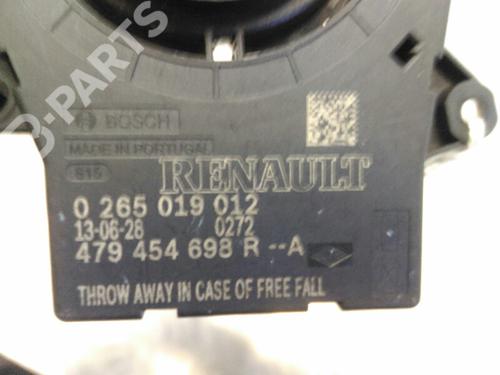 B-PARTS
BOSCH
MADE IN PORTUGAL
S15
RENAULT
0 265 019 012
13-06-28 0272
479 454 698 R --A
THROW AWAY IN CASE OF FREE FALL